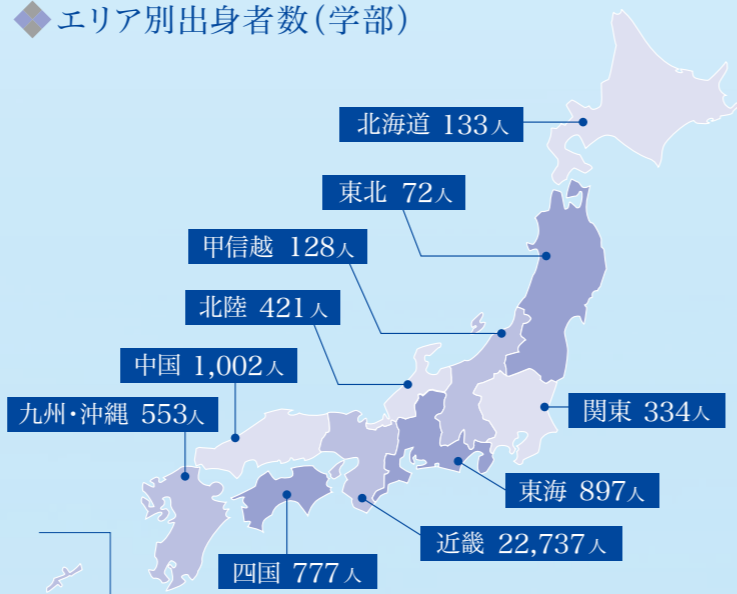 エリア別出身者数(学部)
北海道 133人
東北 72人
甲信越 128人
北陸 421人
中国 1,002人
九州・沖縄 553人
関東 334人
東海 897人
近畿 22,737人
四国 777人